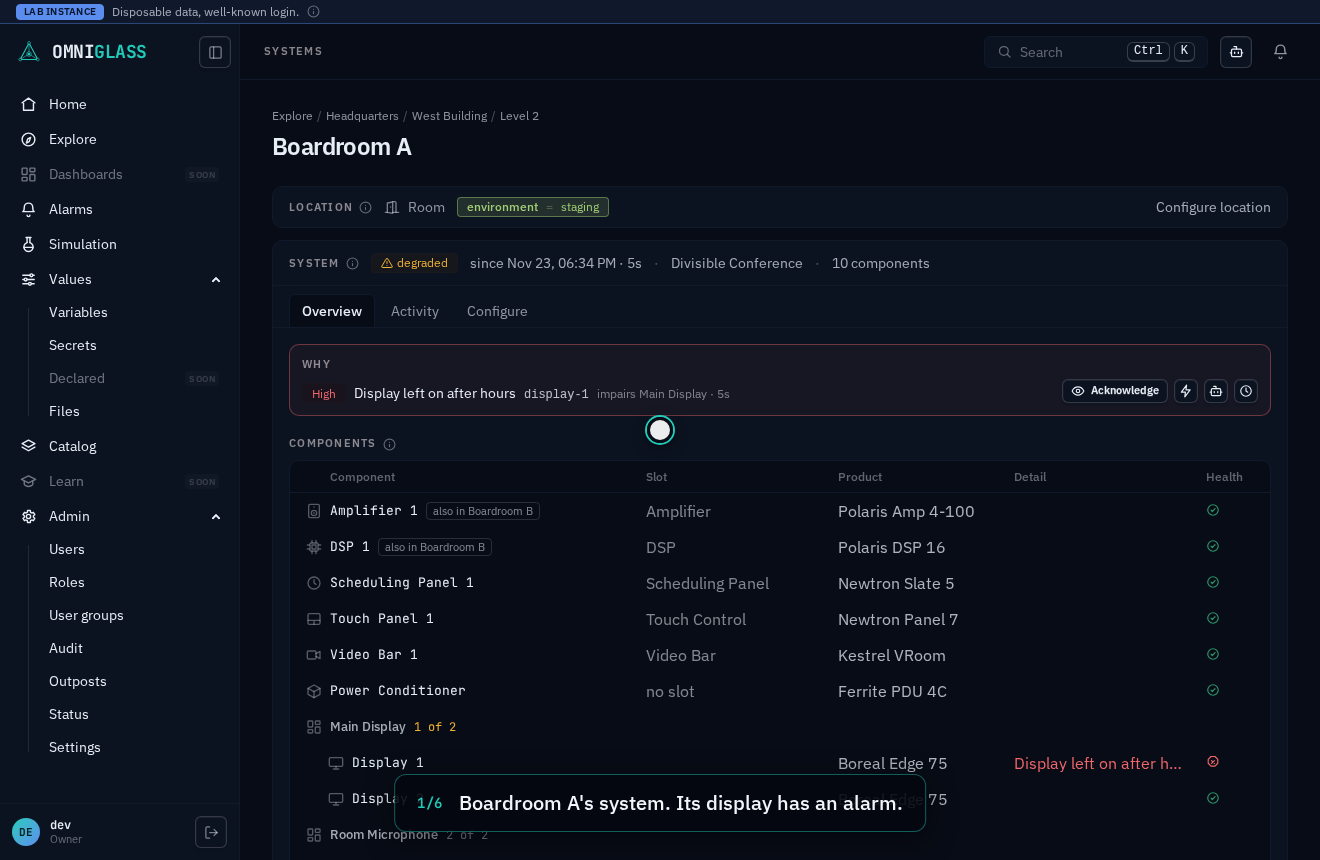 LAB INSTANCE Disposable data, well-known login.
OMNIGLASS
SYSTEMS
Search Ctrl K
Home
Explore
Dashboards SOON
Alarms
Simulation
Values
Variables
Secrets
Declared SOON
Files
Catalog
Learn SOON
Admin
Users
Roles
User groups
Audit
Outposts
Status
Settings
DE dev
Owner
Explore / Headquarters / West Building / Level 2
Boardroom A
LOCATION Room environment = staging Configure location
SYSTEM degraded since Nov 23, 06:34 PM · 5s · Divisible Conference · 10 components
Overview Activity Configure
WHY
High Display left on after hours display-1 impairs Main Display · 5s Acknowledge
COMPONENTS
Component Slot Product Detail Health
Amplifier 1 also in Boardroom B Amplifier Polaris Amp 4-100
DSP 1 also in Boardroom B DSP Polaris DSP 16
Scheduling Panel 1 Scheduling Panel Newtron Slate 5
Touch Panel 1 Touch Control Newtron Panel 7
Video Bar 1 Video Bar Kestrel VRoom
Power Conditioner no slot Ferrite PDU 4C
Main Display 1 of 2
Display 1 Boreal Edge 75 Display left on after h...
Display 75
1/6 Boardroom A's system. Its display has an alarm.
Room Microphone 2 of 2